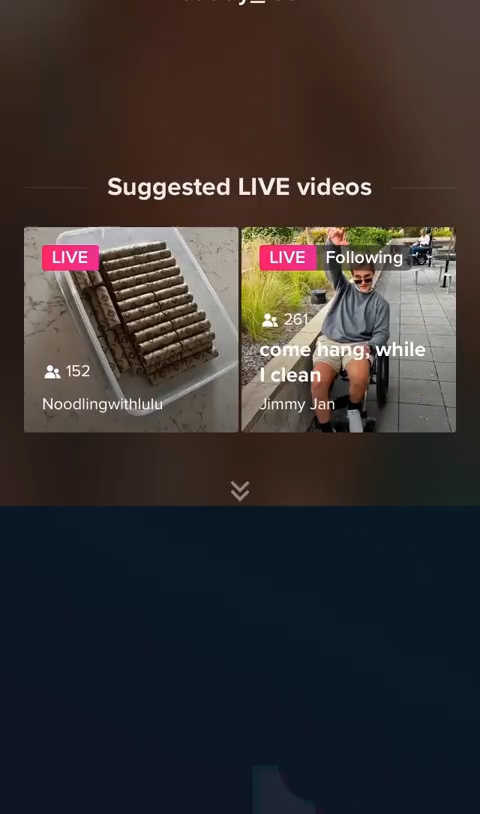 Suggested LIVE videos
LIVE
152
Noodlingwithlulu
LIVE Following
261
come hang, while
I clean
Jimmy Jan